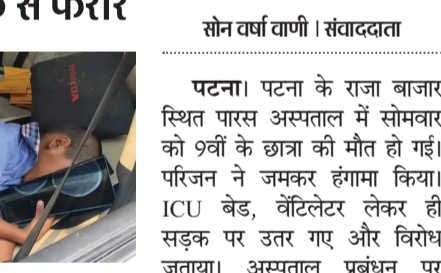 से फरार
सोन वर्षा वाणी । संवाददाता
पटना। पटना के राजा बाजार
स्थित पारस अस्पताल में सोमवार
को 9वीं के छात्रा की मौत हो गई।
परिजन ने जमकर हंगामा किया।
ICU बेड, वेंटिलेटर लेकर ही
सड़क पर उतर गए और विरोध
जताया। अस्पताल प्रबंधन पर